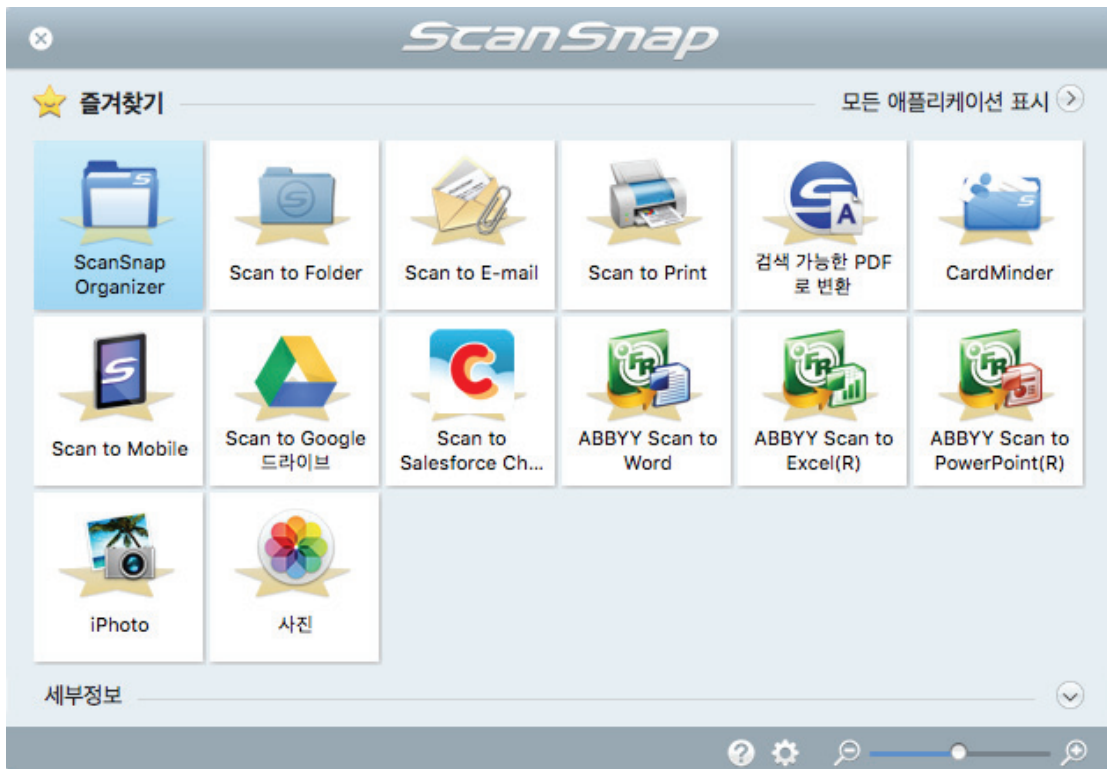 ScanSnap
즐겨찾기
모든 애플리케이션 표시
ScanSnap
Organizer
Scan to Folder
Scan to E-mail
Scan to Print
검색 가능한 PDF
로 변환
CardMinder
Scan to Mobile
Scan to Google
드라이브
Scan to
Salesforce Ch...
ABBYY Scan to
Word
ABBYY Scan to
Excel(R)
ABBYY Scan to
PowerPoint(R)
iPhoto
사진
세부정보